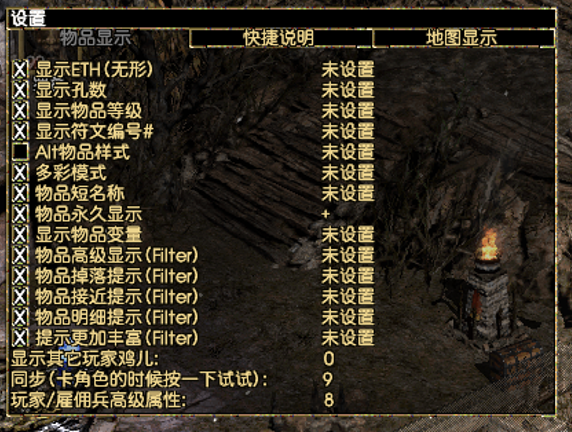 设置
物品显示 快捷说明 地图显示
X 显示ETH(无形) 未设置
X 显示孔数 未设置
X 显示物品等级 未设置
X 显示符文编号# 未设置
Alt物品样式 未设置
X 多彩模式 未设置
X 物品短名称 未设置
X 物品永久显示 +
X 显示物品变量 未设置
X 物品高级显示(Filter) 未设置
X 物品掉落提示(Filter) 未设置
X 物品接近提示(Filter) 未设置
X 物品明细提示(Filter) 未设置
X 提示更加丰富(Filter) 未设置
显示其它玩家鸡儿: 0
同步(卡角色的时候按一下试试): 9
玩家/雇佣兵高级属性: 8